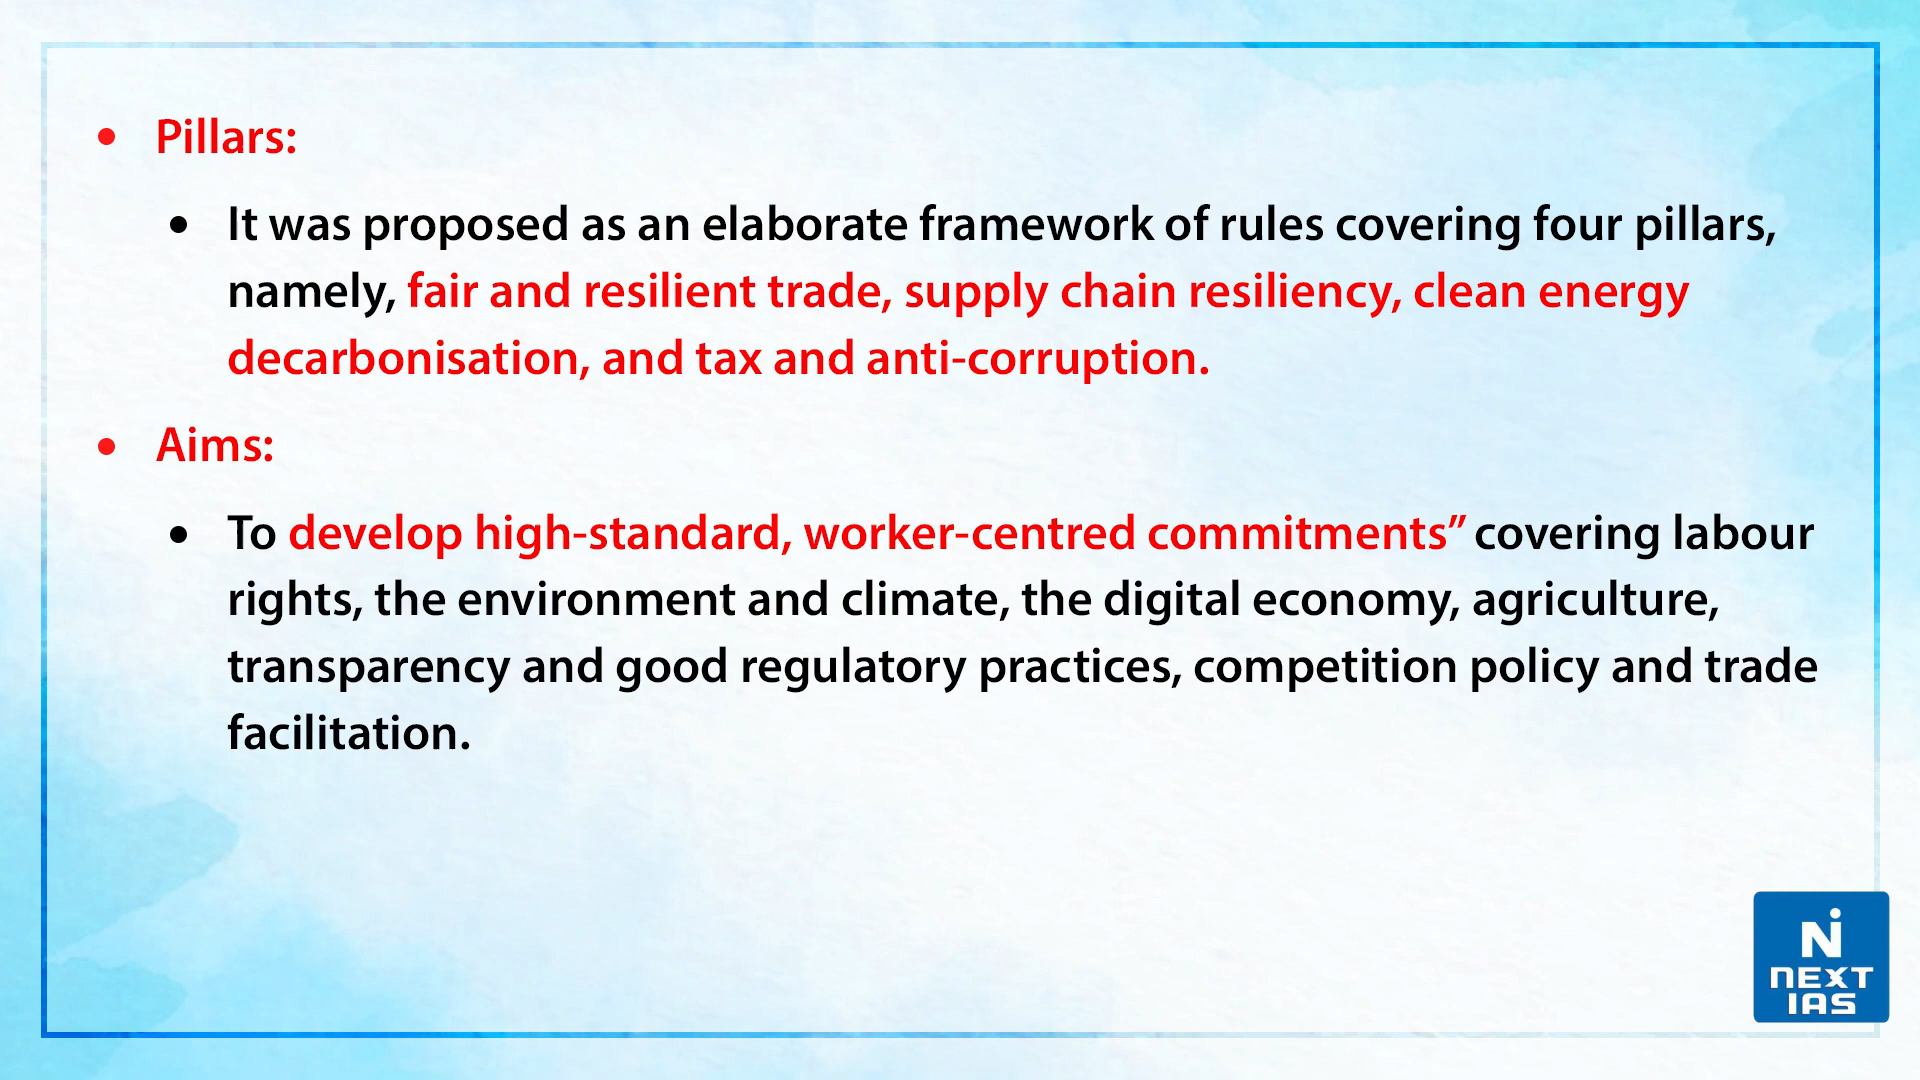 • Pillars:
• It was proposed as an elaborate framework of rules covering four pillars,
namely, fair and resilient trade, supply chain resiliency, clean energy
decarbonisation, and tax and anti-corruption.
• Aims:
• To develop high-standard, worker-centred commitments” covering labour
rights, the environment and climate, the digital economy, agriculture,
transparency and good regulatory practices, competition policy and trade
facilitation.
N
NEXT
IAS